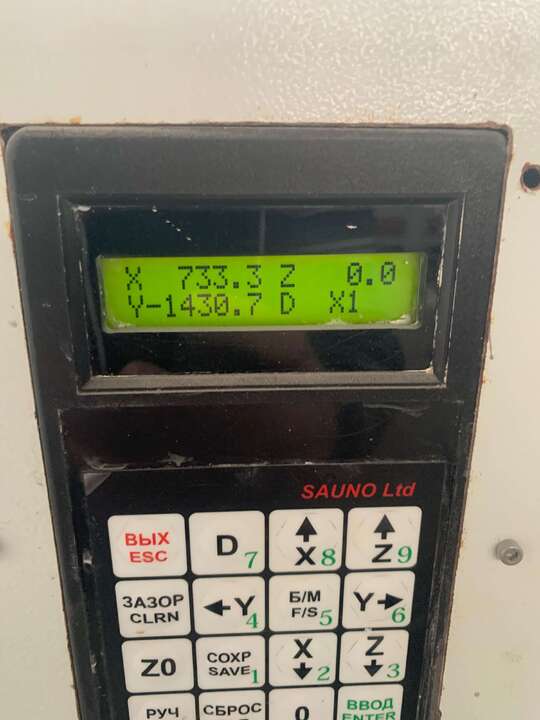 X 733.3 Z 0.0
Y-1430.7 D X1
SAUNO Ltd
ВЫХ ESC
D 7
X 8
Z 9
ЗАЗОР CLRN
Y 4
Б/М F/S 5
Y 6
Z0
СОХР SAVE 1
X 2
Z 3
РУЧ
СБРОС
0
ВВОД ENTER